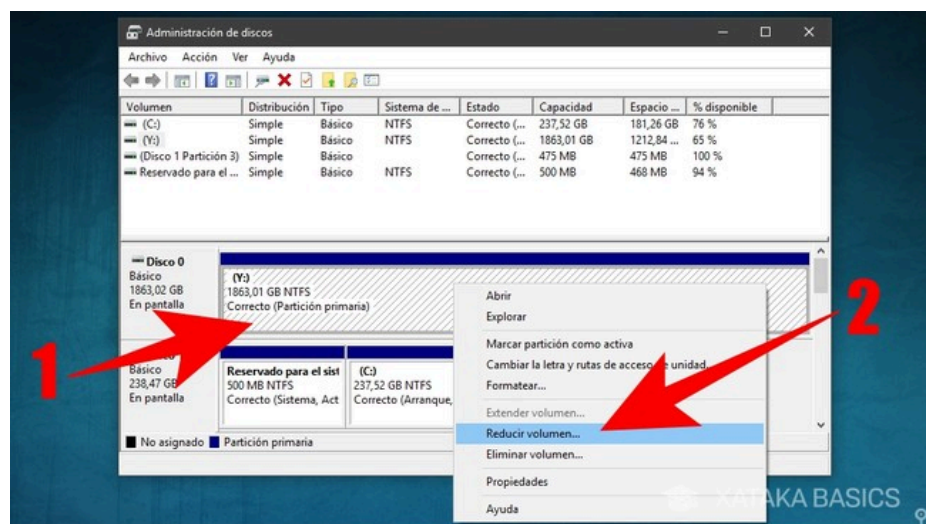 Administración de discos
Archivo Acción Ver Ayuda
Volumen Distribución Tipo Sistema de ... Estado Capacidad Espacio ... % disponible
(C:) Simple Básico NTFS Correcto (... 237,52 GB 181,26 GB 76 %
(Y:) Simple Básico NTFS Correcto (... 1863,01 GB 1212,84 ... 65 %
(Disco 1 Partición 3) Simple Básico Correcto (... 475 MB 475 MB 100 %
Reservado para el ... Simple Básico NTFS Correcto (... 500 MB 468 MB 94 %
Disco 0
Básico
1863,02 GB
En pantalla
(Y:)
1863,01 GB NTFS
Correcto (Partición primaria)
1
Básico
238,47 GB
En pantalla
Reservado para el sist
500 MB NTFS
Correcto (Sistema, Act
(C:)
237,52 GB NTFS
Correcto (Arranque,
No asignado Partición primaria
Abrir
Explorar
Marcar partición como activa
Cambiar la letra y rutas de acceso de unidad...
Formatear...
Extender volumen...
Reducir volumen...
Eliminar volumen...
Propiedades
Ayuda
2
XATAKA BASICS